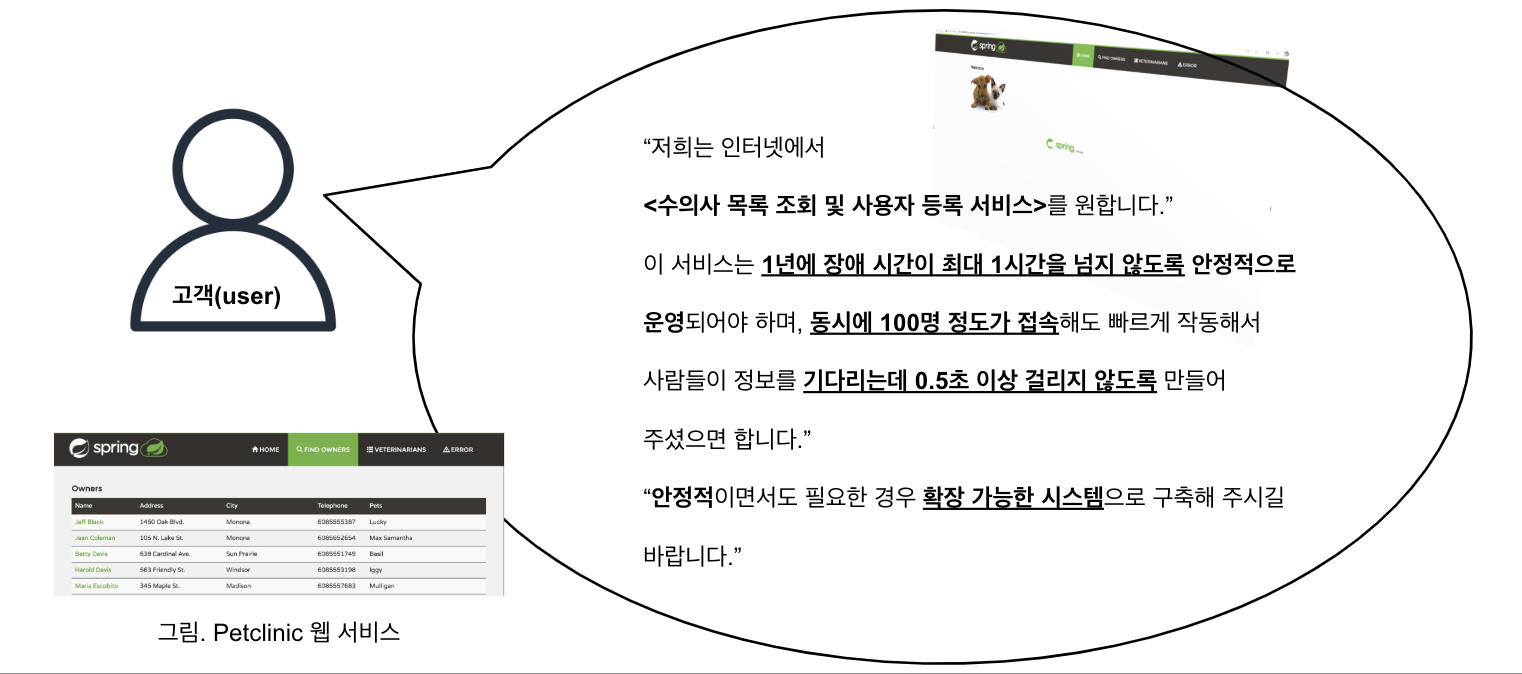 spring
HOME FIND OWNERS VETERINARIANS ERROR
Welcome
spring
“저희는 인터넷에서
<수의사 목록 조회 및 사용자 등록 서비스>를 원합니다.”
이 서비스는 1년에 장애 시간이 최대 1시간을 넘지 않도록 안정적으로
운영되어야 하며, 동시에 100명 정도가 접속해도 빠르게 작동해서
사람들이 정보를 기다리는데 0.5초 이상 걸리지 않도록 만들어
주셨으면 합니다.”
“안정적이면서도 필요한 경우 확장 가능한 시스템으로 구축해 주시길
바랍니다.”
고객(user)
spring
HOME FIND OWNERS VETERINARIANS ERROR
Owners
Name Address City Telephone Pets
Jeff Black 1450 Oak Blvd. Monona 6085555387 Lucky
Jean Coleman 105 N. Lake St. Monona 6085552654 Max Samantha
Betty Davis 638 Cardinal Ave. Sun Prairie 6085551749 Basil
Harold Davis 563 Friendly St. Windsor 6085553198 Iggy
Maria Escobito 345 Maple St. Madison 6085557683 Mulligan
그림. Petclinic 웹 서비스